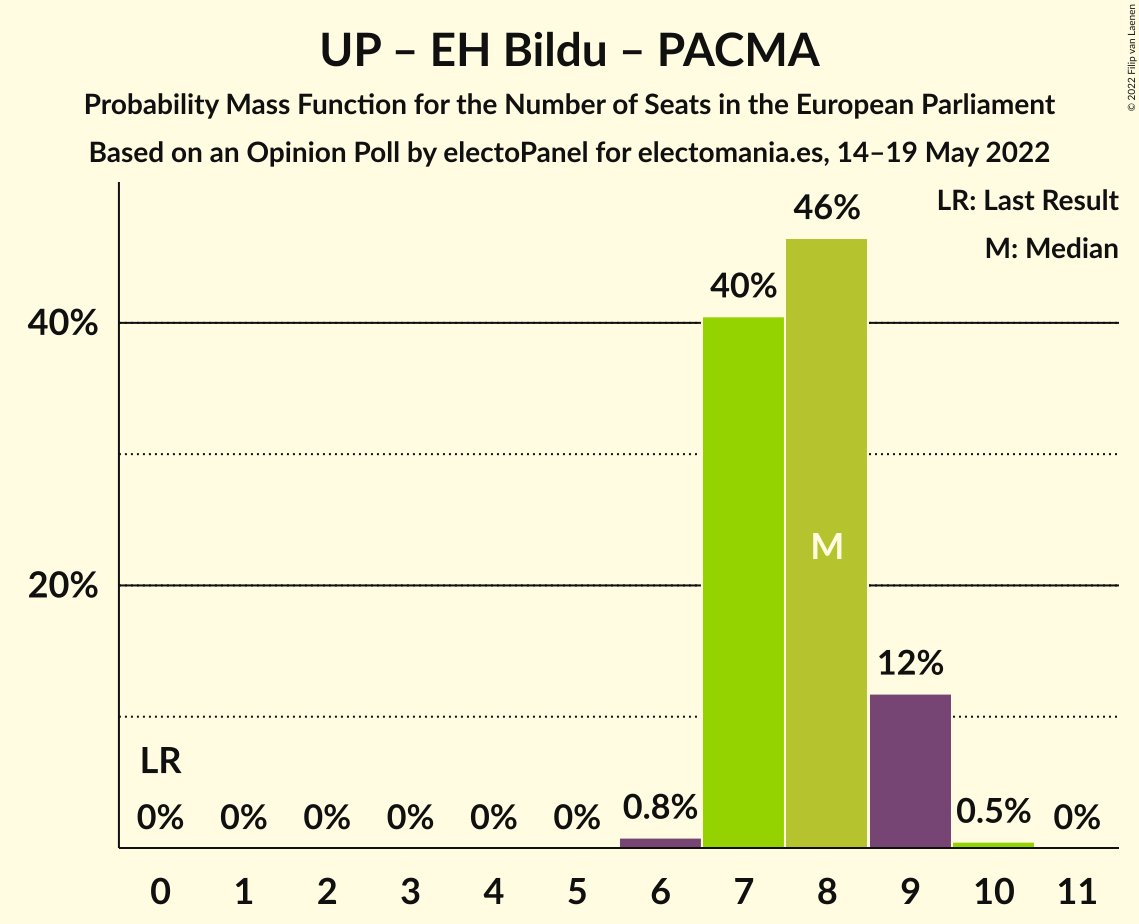 UP – EH Bildu – PACMA
Probability Mass Function for the Number of Seats in the European Parliament
Based on an Opinion Poll by electoPanel for electomania.es, 14–19 May 2022
© 2022 Filip van Laenen
LR: Last Result
M: Median
46%
40%
40%
M
20%
12%
LR
0% 0% 0% 0% 0% 0% 0.8% 0.5% 0%
0 1 2 3 4 5 6 7 8 9 10 11